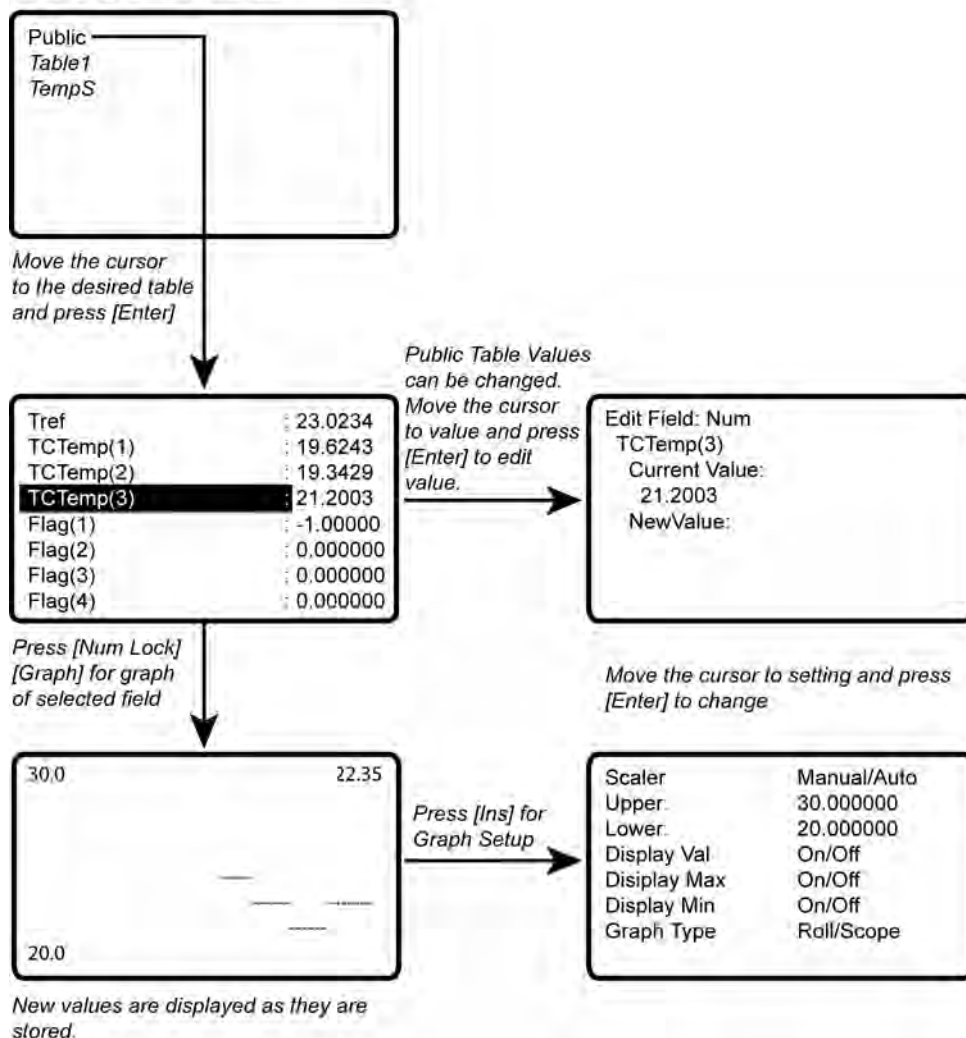 Public
Table1
TempS
Move the cursor
to the desired table
and press [Enter]
Public Table Values
can be changed.
Move the cursor
to value and press
[Enter] to edit
value.
Tref : 23.0234
TCTemp(1) : 19.6243
TCTemp(2) : 19.3429
TCTemp(3) : 21.2003
Flag(1) : -1.00000
Flag(2) : 0.000000
Flag(3) : 0.000000
Flag(4) : 0.000000
Edit Field: Num
TCTemp(3)
Current Value:
21.2003
NewValue:
Press [Num Lock]
[Graph] for graph
of selected field
Move the cursor to setting and press
[Enter] to change
30.0 22.35
20.0
Press [Ins] for
Graph Setup
Scaler Manual/Auto
Upper: 30.000000
Lower: 20.000000
Display Val On/Off
Disiplay Max On/Off
Display Min On/Off
Graph Type Roll/Scope
New values are displayed as they are
stored.